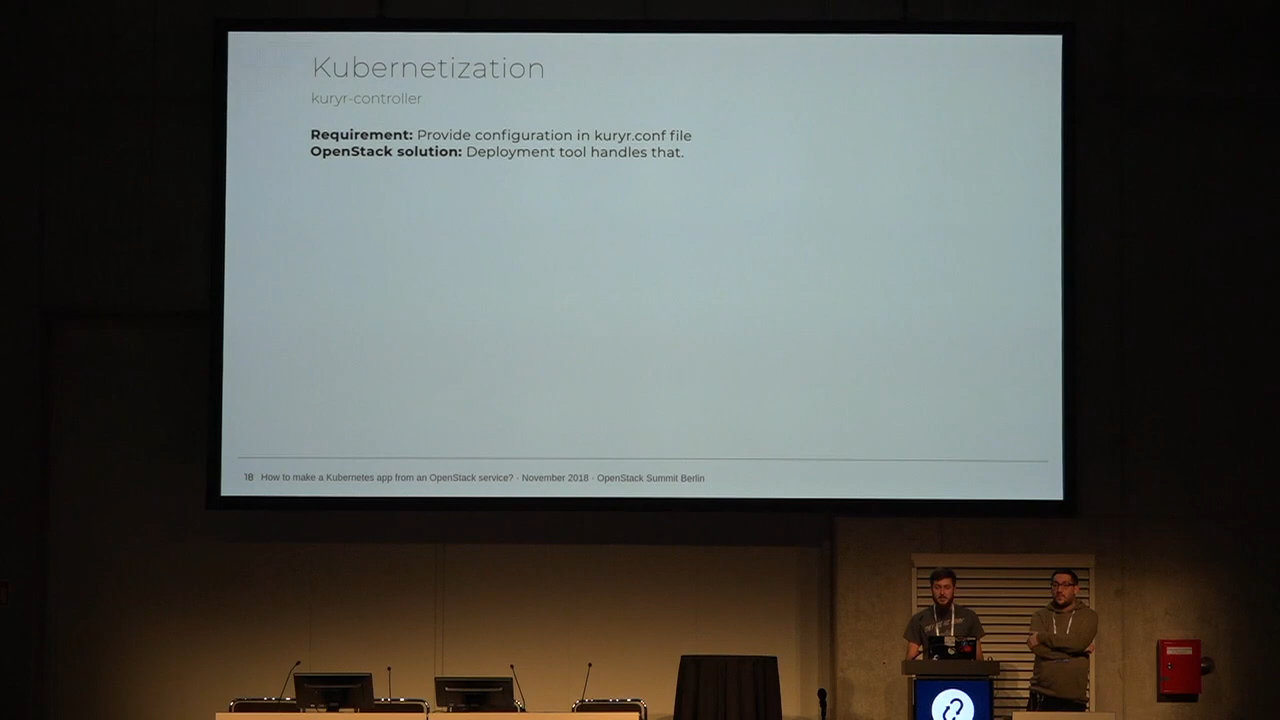 Kubernetization
kuryr-controller
Requirement: Provide configuration in kuryr.conf file
OpenStack solution: Deployment tool handles that.
18 How to make a Kubernetes app from an OpenStack service? · November 2018 · OpenStack Summit Berlin